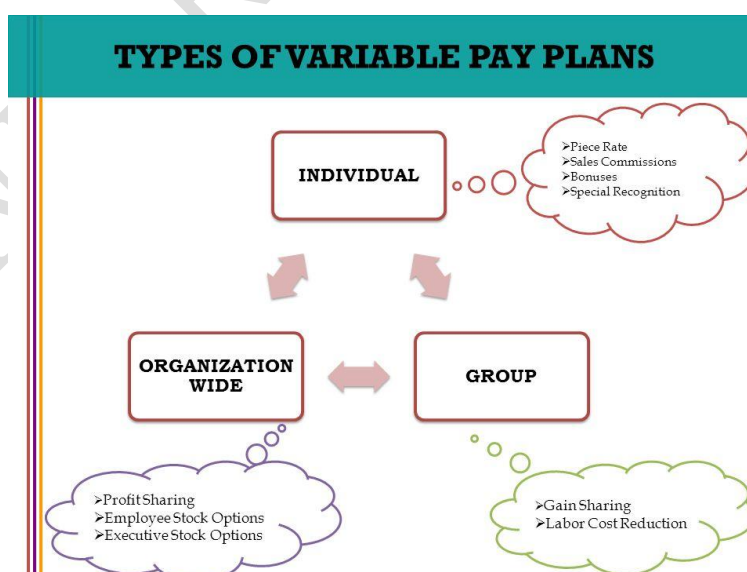 TYPES OF VARIABLE PAY PLANS
INDIVIDUAL
➢Piece Rate
➢Sales Commissions
➢Bonuses
➢Special Recognition
ORGANIZATION
WIDE
GROUP
➢Profit Sharing
➢Employee Stock Options
➢Executive Stock Options
➢Gain Sharing
➢Labor Cost Reduction